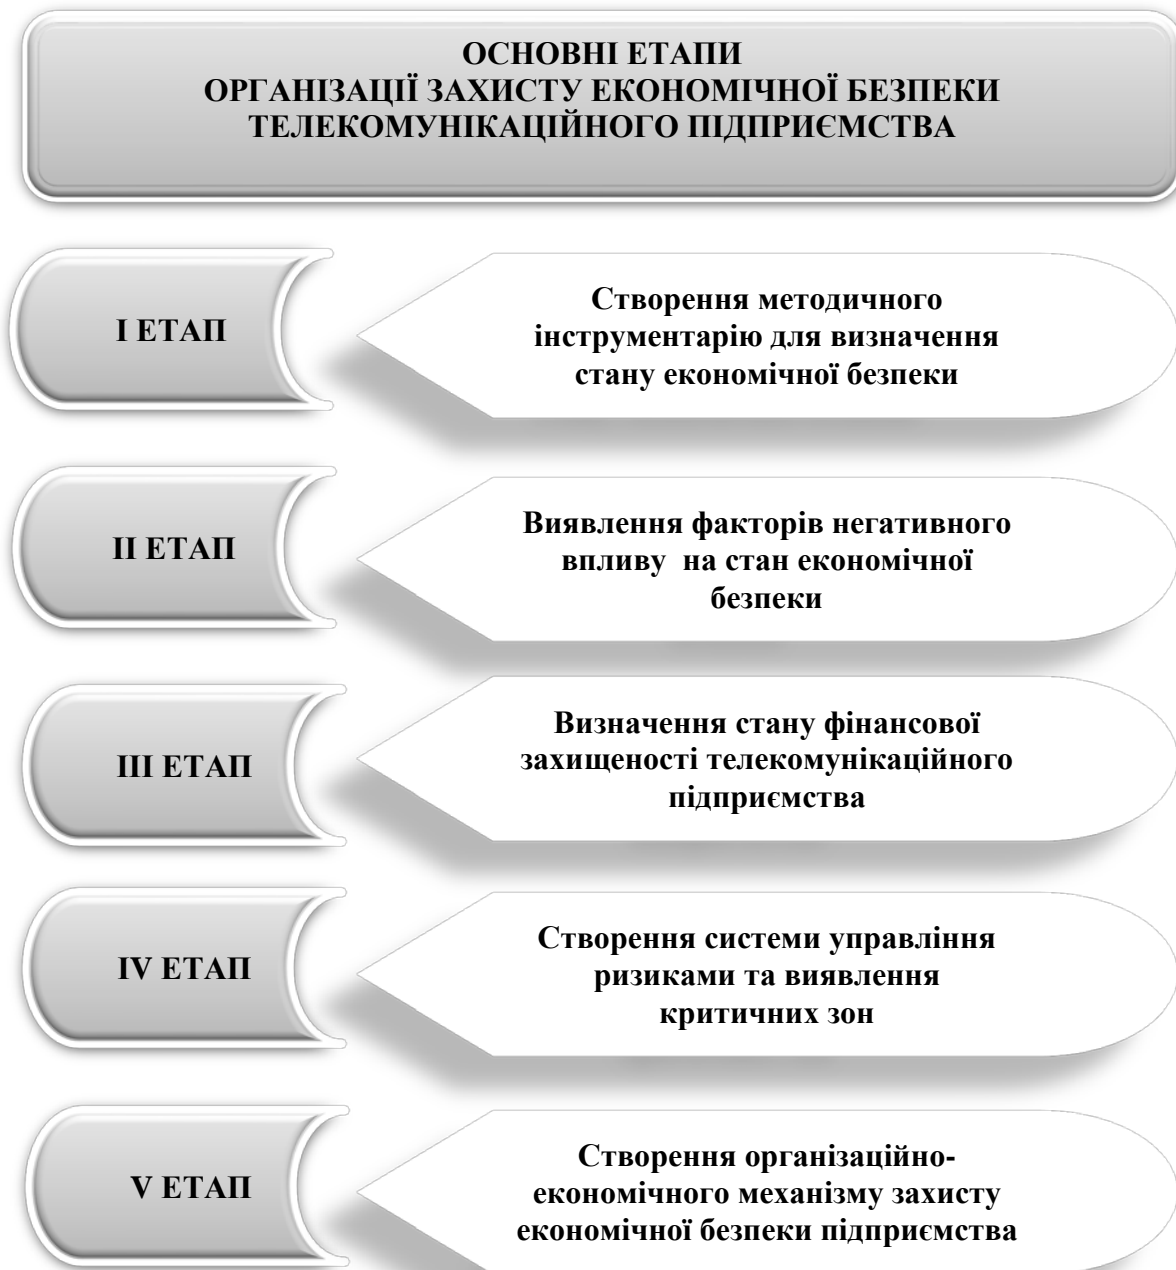 ОСНОВНІ ЕТАПИ
ОРГАНІЗАЦІЇ ЗАХИСТУ ЕКОНОМІЧНОЇ БЕЗПЕКИ
ТЕЛЕКОМУНІКАЦІЙНОГО ПІДПРИЄМСТВА
І ЕТАП
Створення методичного
інструментарію для визначення
стану економічної безпеки
ІІ ЕТАП
Виявлення факторів негативного
впливу на стан економічної
безпеки
ІІІ ЕТАП
Визначення стану фінансової
захищеності телекомунікаційного
підприємства
IV ЕТАП
Створення системи управління
ризиками та виявлення
критичних зон
V ЕТАП
Створення організаційно-
економічного механізму захисту
економічної безпеки підприємства